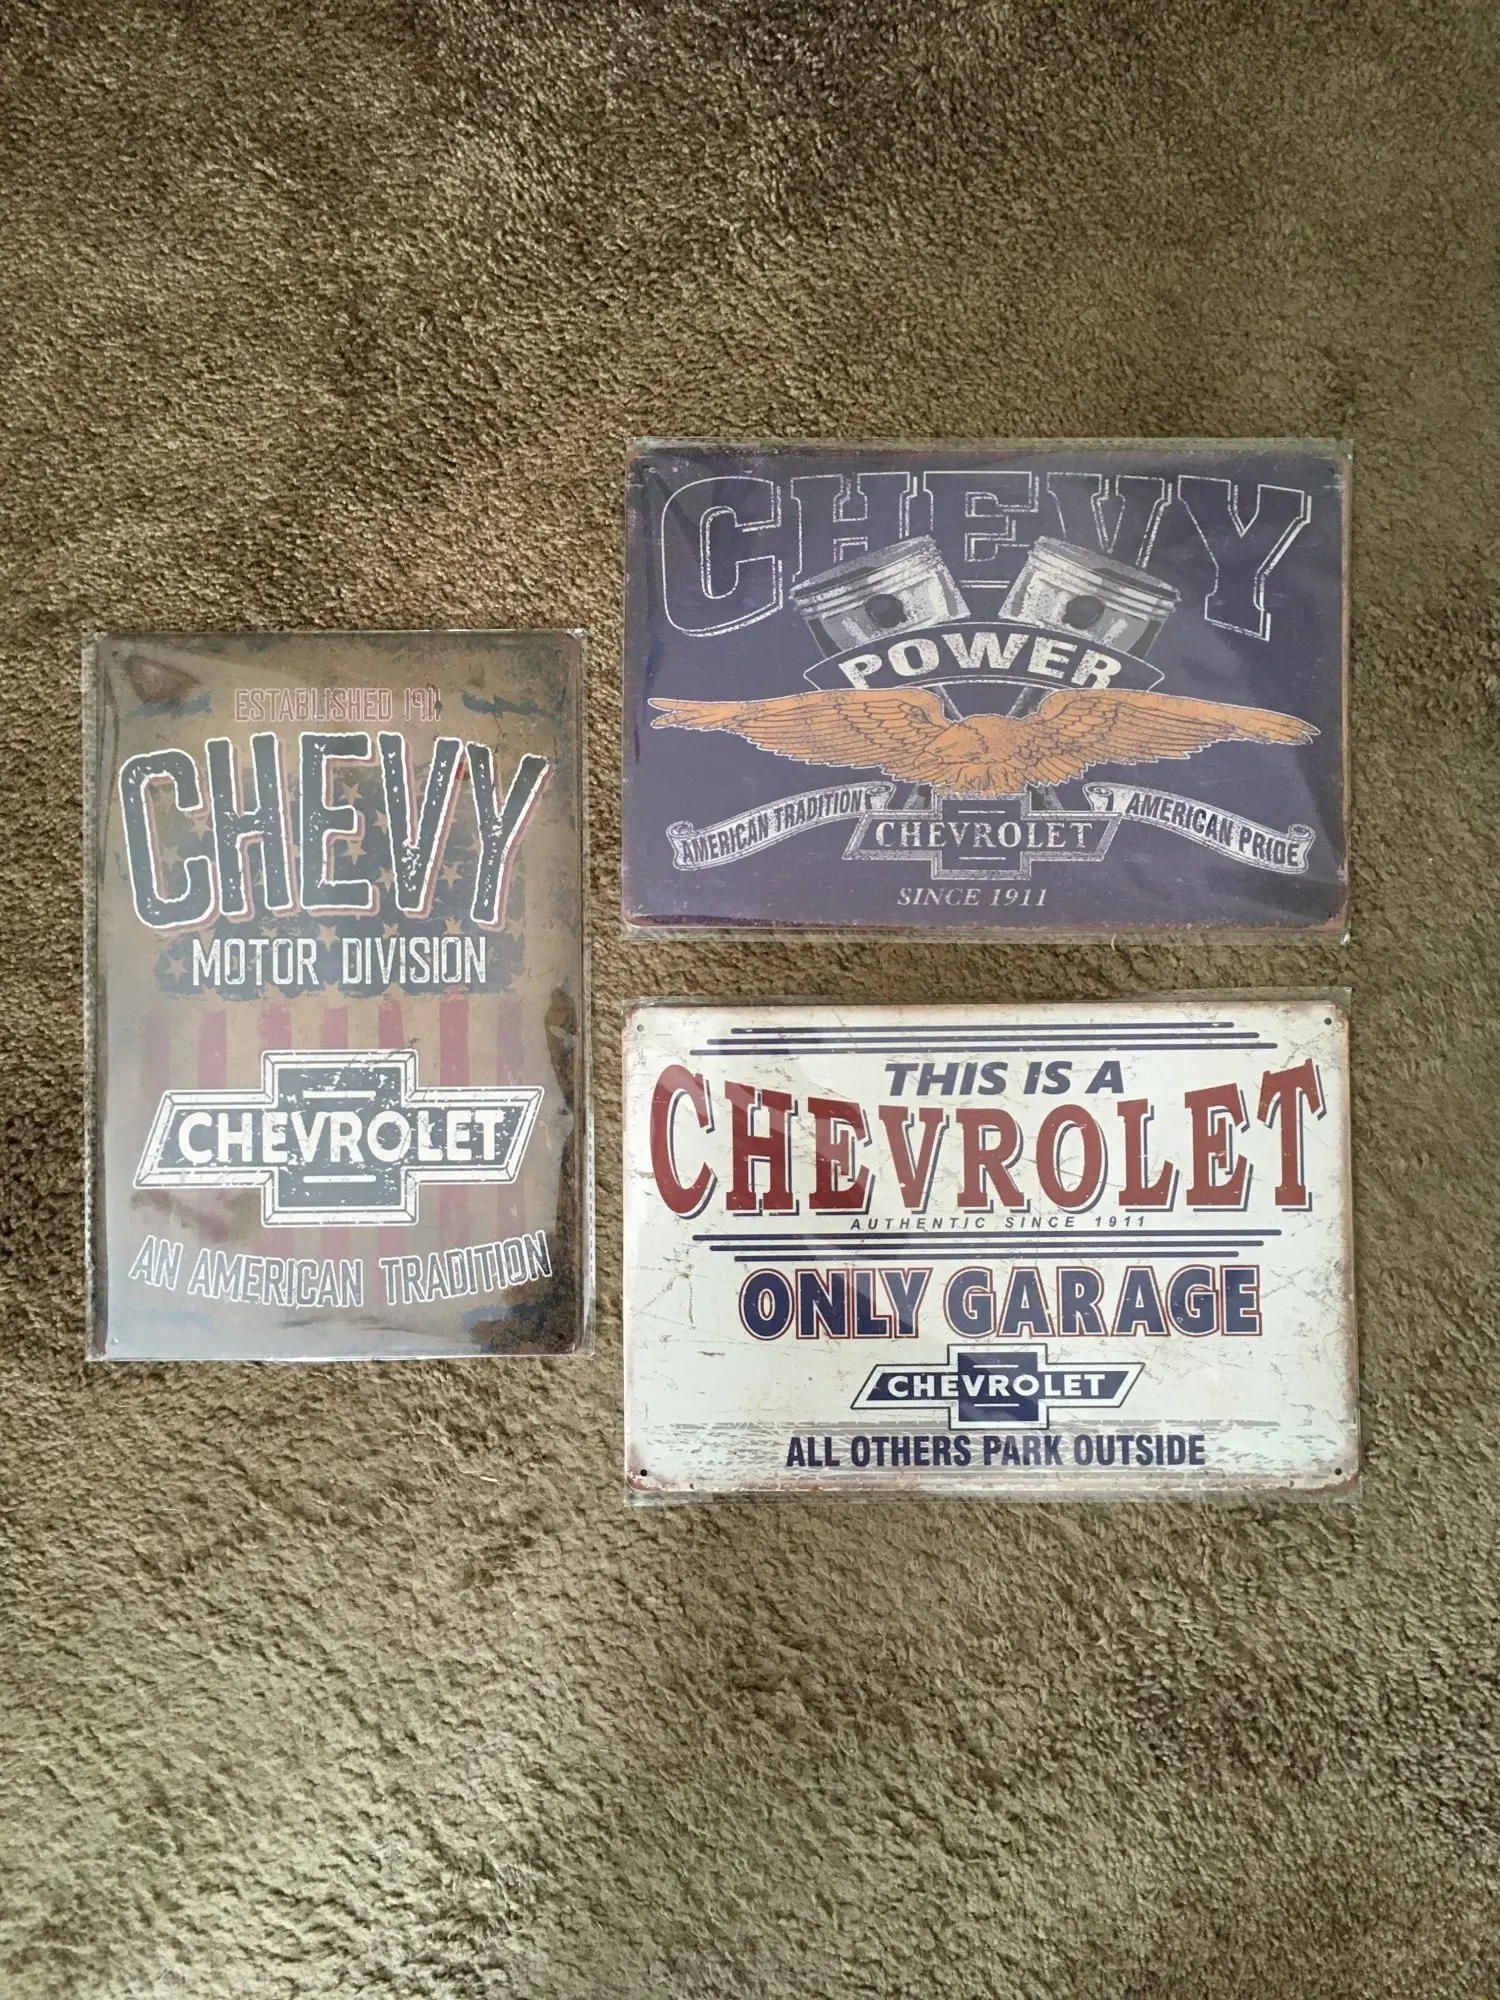 ESTABLISHED 1911
CHEVY
MOTOR DIVISION
CHEVROLET
AN AMERICAN TRADITION
CHEVY
POWER
AMERICAN TRADITION
CHEVROLET
AMERICAN PRIDE
SINCE 1911
THIS IS A
CHEVROLET
AUTHENTIC SINCE 1911
ONLY GARAGE
CHEVROLET
ALL OTHERS PARK OUTSIDE